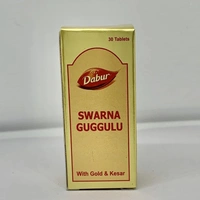 30 Tablets
Dabur
SWARNA
GUGGULU
With Gold & Kesar